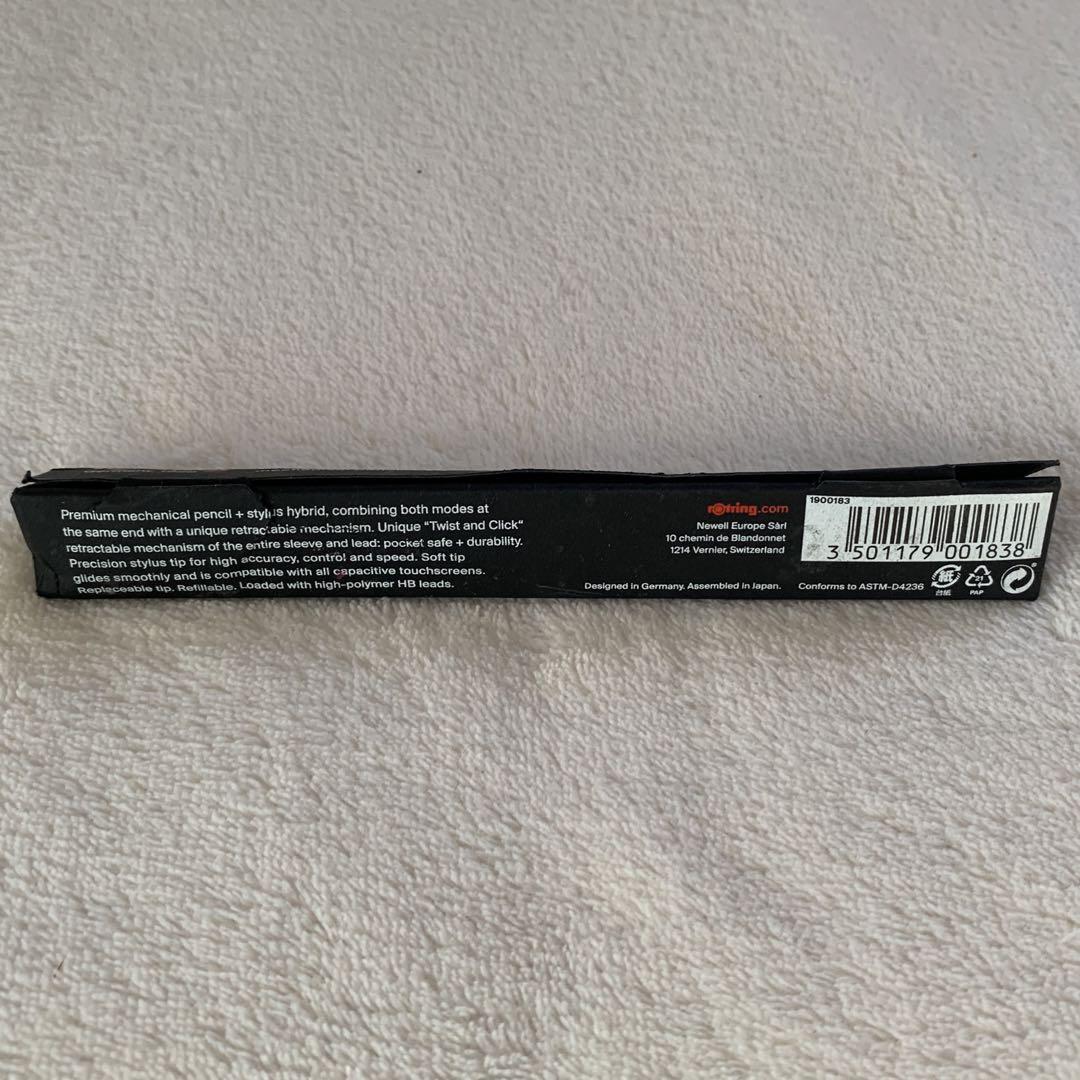 Premium mechanical pencil + stylus hybrid, combining both modes at
the same end with a unique retractable mechanism. Unique "Twist and Click"
retractable mechanism of the entire sleeve and lead: pocket safe + durability.
Precision stylus tip for high accuracy, control and speed. Soft tip
glides smoothly and is compatible with all capacitive touchscreens.
Replaceable tip. Refillable. Loaded with high-polymer HB leads.
rotring.com
Newell Europe Sàrl
10 chemin de Blandonnet
1214 Vernier, Switzerland
Designed in Germany. Assembled in Japan.
Conforms to ASTM-D4236
1900183
3 501179 001838
紙
台紙
21
PAP